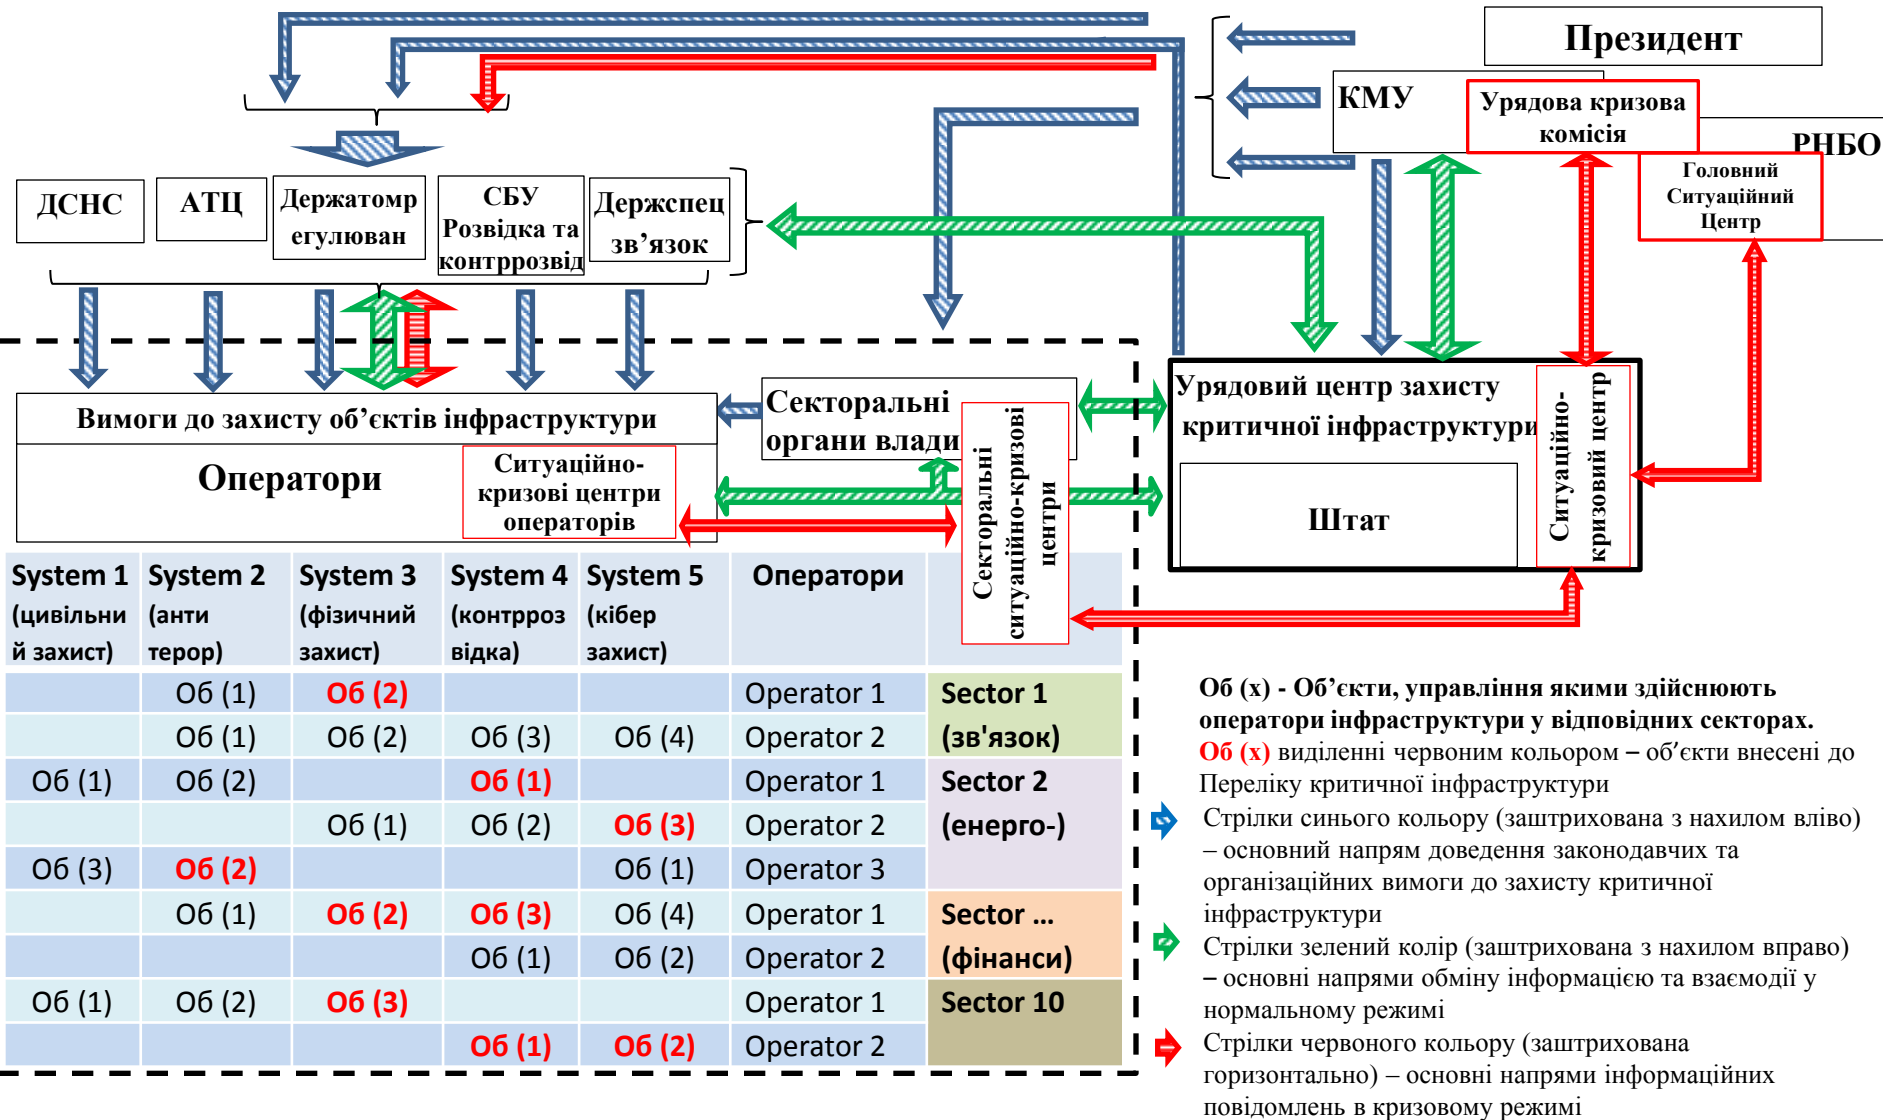 Президент
КМУ
Урядова кризова
комісія
РНБО
Головний
Ситуаційний
Центр
ДСНС
АТЦ
Держатомр
егулюван
СБУ
Розвідка та
контррозвід
Держспец
зв’язок
Вимоги до захисту об’єктів інфраструктури
Оператори
Ситуаційно-
кризові центри
операторів
Секторальні
органи влади
Секторальні
ситуаційно-кризові
центри
Урядовий центр захисту
критичної інфраструктури
Штат
Ситуаційно-
кризовий центр
System 1 System 2 System 3 System 4 System 5 Оператори
(цивільни (анти (фізичний (контрроз (кібер
й захист) терор) захист) відка) захист)
Об (1) Об (2) Operator 1 Sector 1
Об (1) Об (2) Об (3) Об (4) Operator 2 (зв'язок)
Об (1) Об (2) Об (1) Operator 1 Sector 2
Об (1) Об (2) Об (3) Operator 2 (енерго-)
Об (3) Об (2) Об (1) Operator 3
Об (1) Об (2) Об (3) Об (4) Operator 1 Sector ...
Об (1) Об (2) Operator 2 (фінанси)
Об (1) Об (2) Об (3) Operator 1 Sector 10
Об (1) Об (2) Operator 2
Об (х) - Об’єкти, управління якими здійснюють
оператори інфраструктури у відповідних секторах.
Об (х) виділенні червоним кольором – об’єкти внесені до
Переліку критичної інфраструктури
Стрілки синього кольору (заштрихована з нахилом вліво)
– основний напрям доведення законодавчих та
організаційних вимоги до захисту критичної
інфраструктури
Стрілки зелений колір (заштрихована з нахилом вправо)
– основні напрями обміну інформацією та взаємодії у
нормальному режимі
Стрілки червоного кольору (заштрихована
горизонтально) – основні напрями інформаційних
повідомлень в кризовому режимі